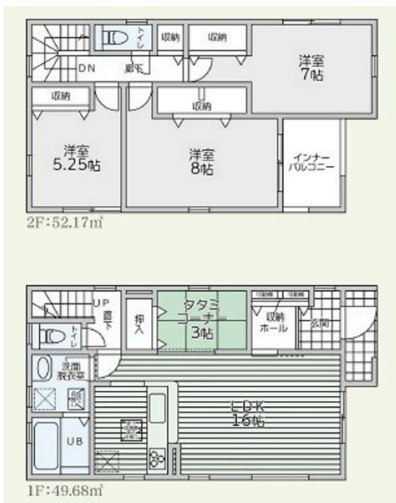 トイレ
収納
収納
DN
廊下
洋室
7帖
収納
収納
洋室
5.25帖
洋室
8帖
インナー
バルコニー
2F:52.17㎡
UP
廊下
押入
タタミ
コーナー
3帖
収納
ホール
玄関
トイレ
洗面
脱衣室
LDK
16帖
UB
1F:49.68㎡